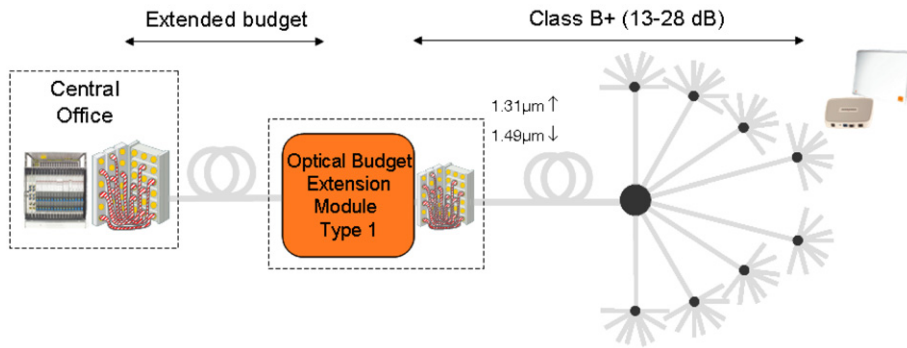 Extended budget
Class B+ (13-28 dB)
Central
Office
1.31µm ↑
1.49µm ↓
Optical Budget
Extension
Module
Type 1